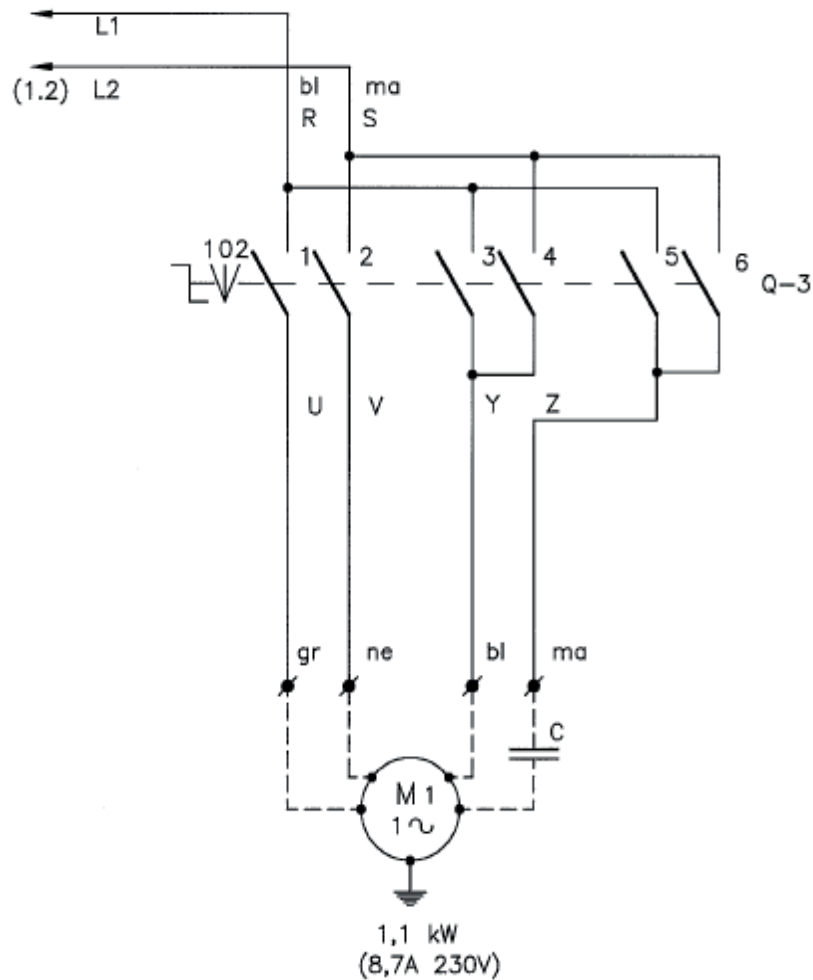 L1
(1.2) L2
bl ma
R S
102 1 2 3 4 5 6 Q-3
U V Y Z
gr ne bl ma
C
M 1
1~
1,1 kW
(8,7A 230V)